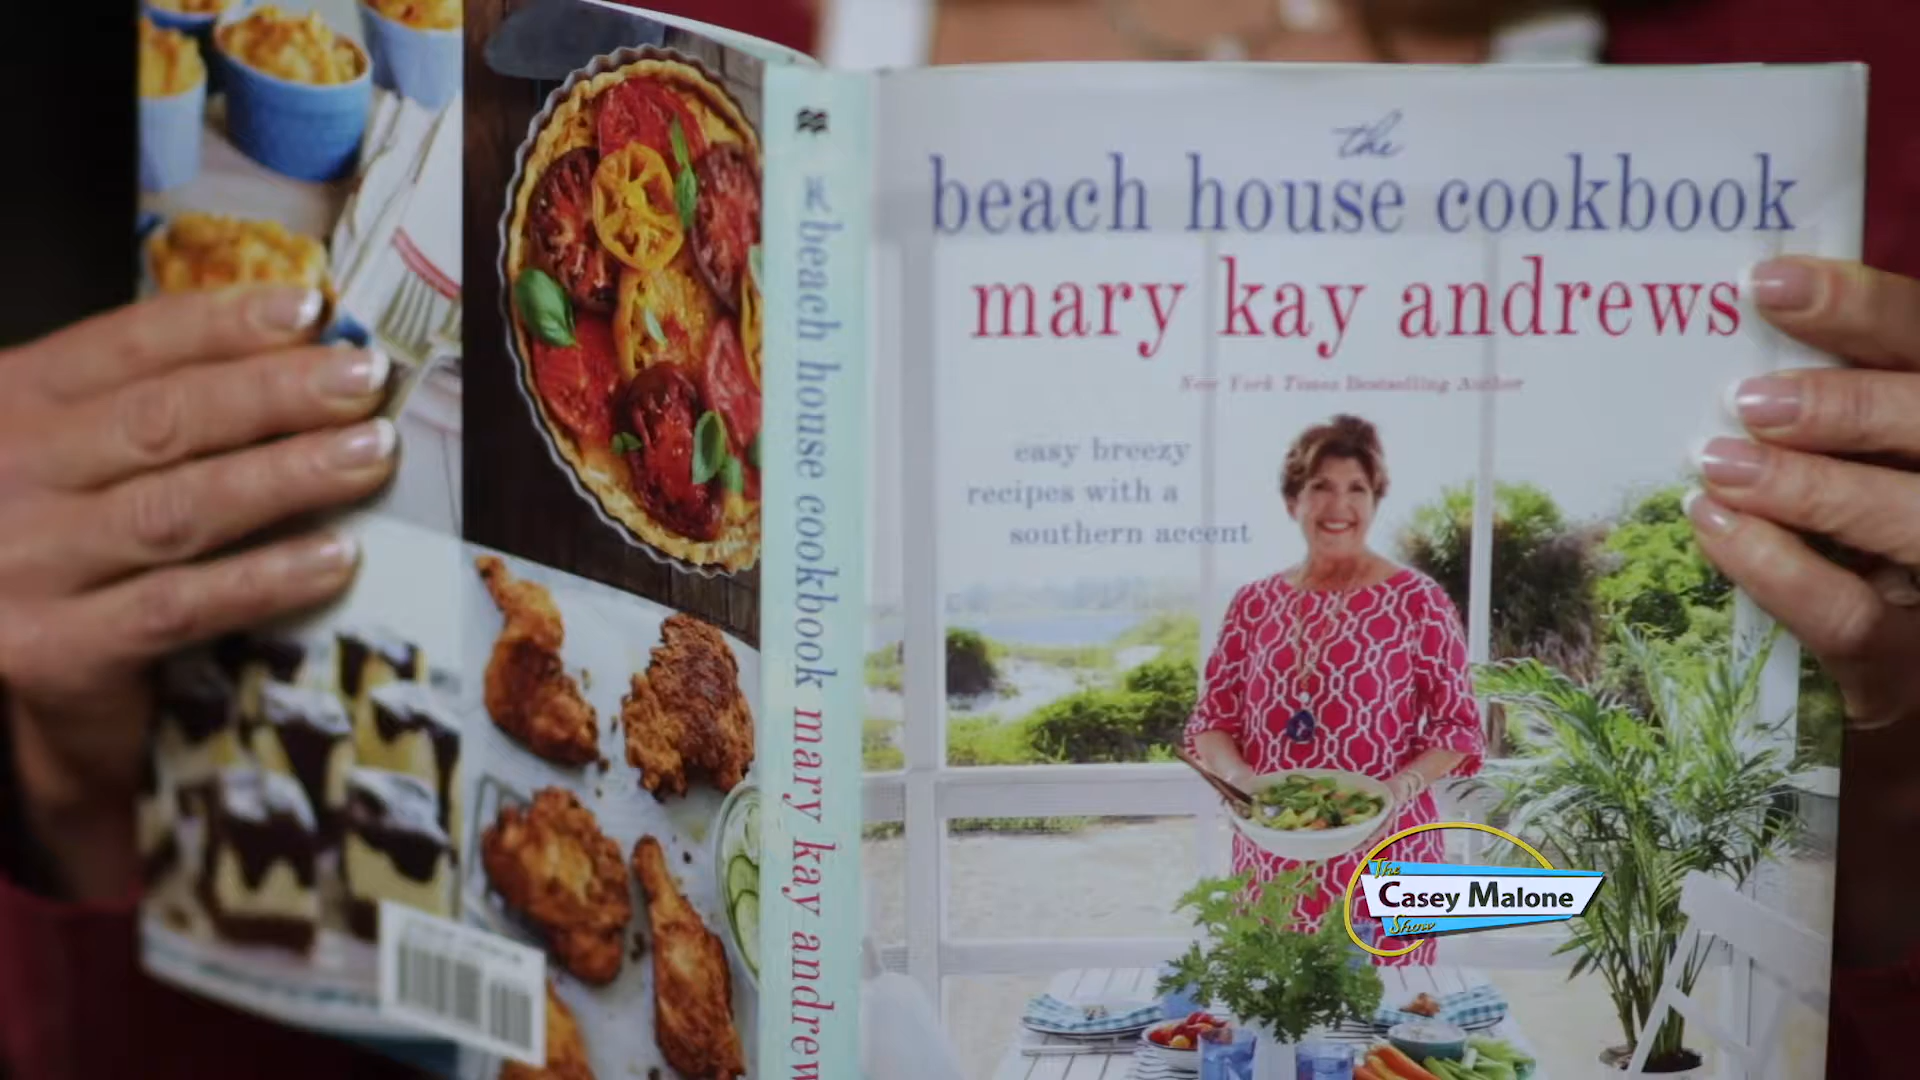 the
beach house cookbook
mary kay andrews
New York Times Bestselling Author
easy breezy
recipes with a
southern accent
the beach house cookbook mary kay andrews
The
Casey Malone
Show